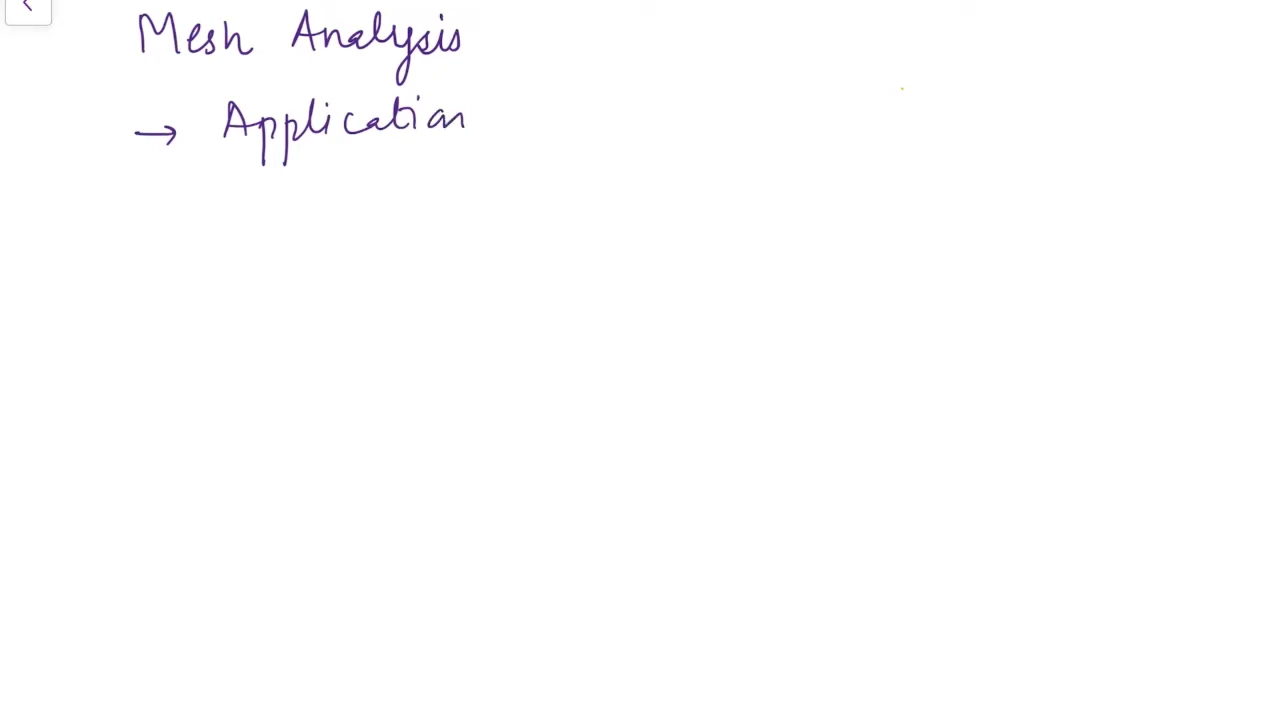 Mesh Analysis
→ Application